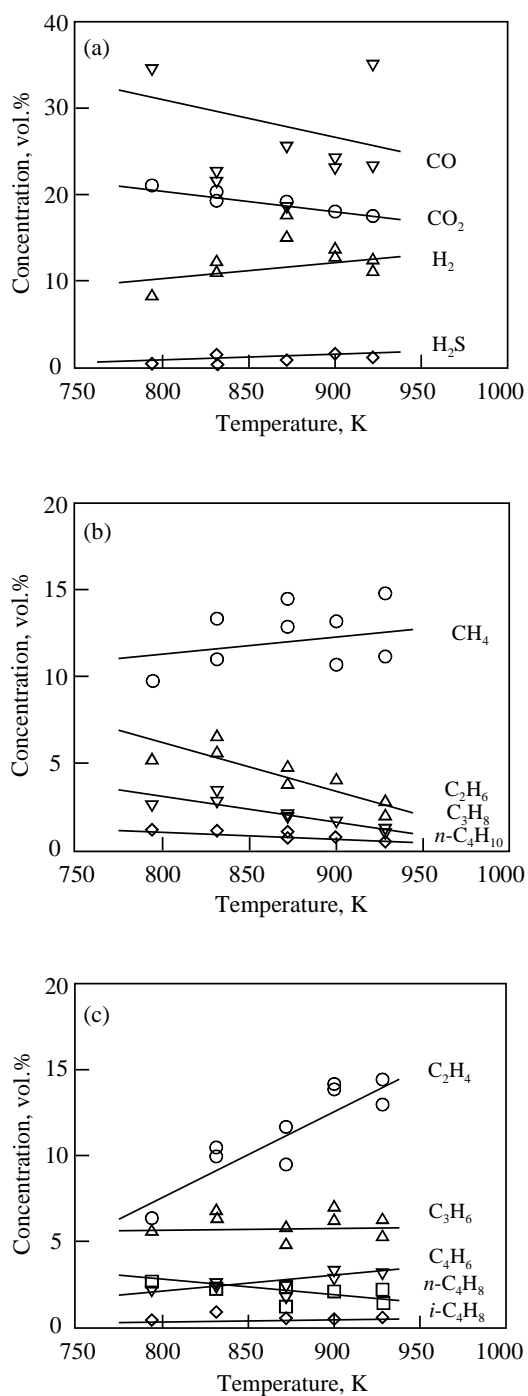 (a)
40
30
20
10
0
Concentration, vol.%
CO
CO₂
H₂
H₂S
750 800 850 900 950 1000
Temperature, K
(b)
20
15
10
5
0
Concentration, vol.%
CH₄
C₂H₆
C₃H₈
n-C₄H₁₀
750 800 850 900 950 1000
Temperature, K
(c)
20
15
10
5
0
Concentration, vol.%
C₂H₄
C₃H₆
C₄H₆
n-C₄H₈
i-C₄H₈
750 800 850 900 950 1000
Temperature, K